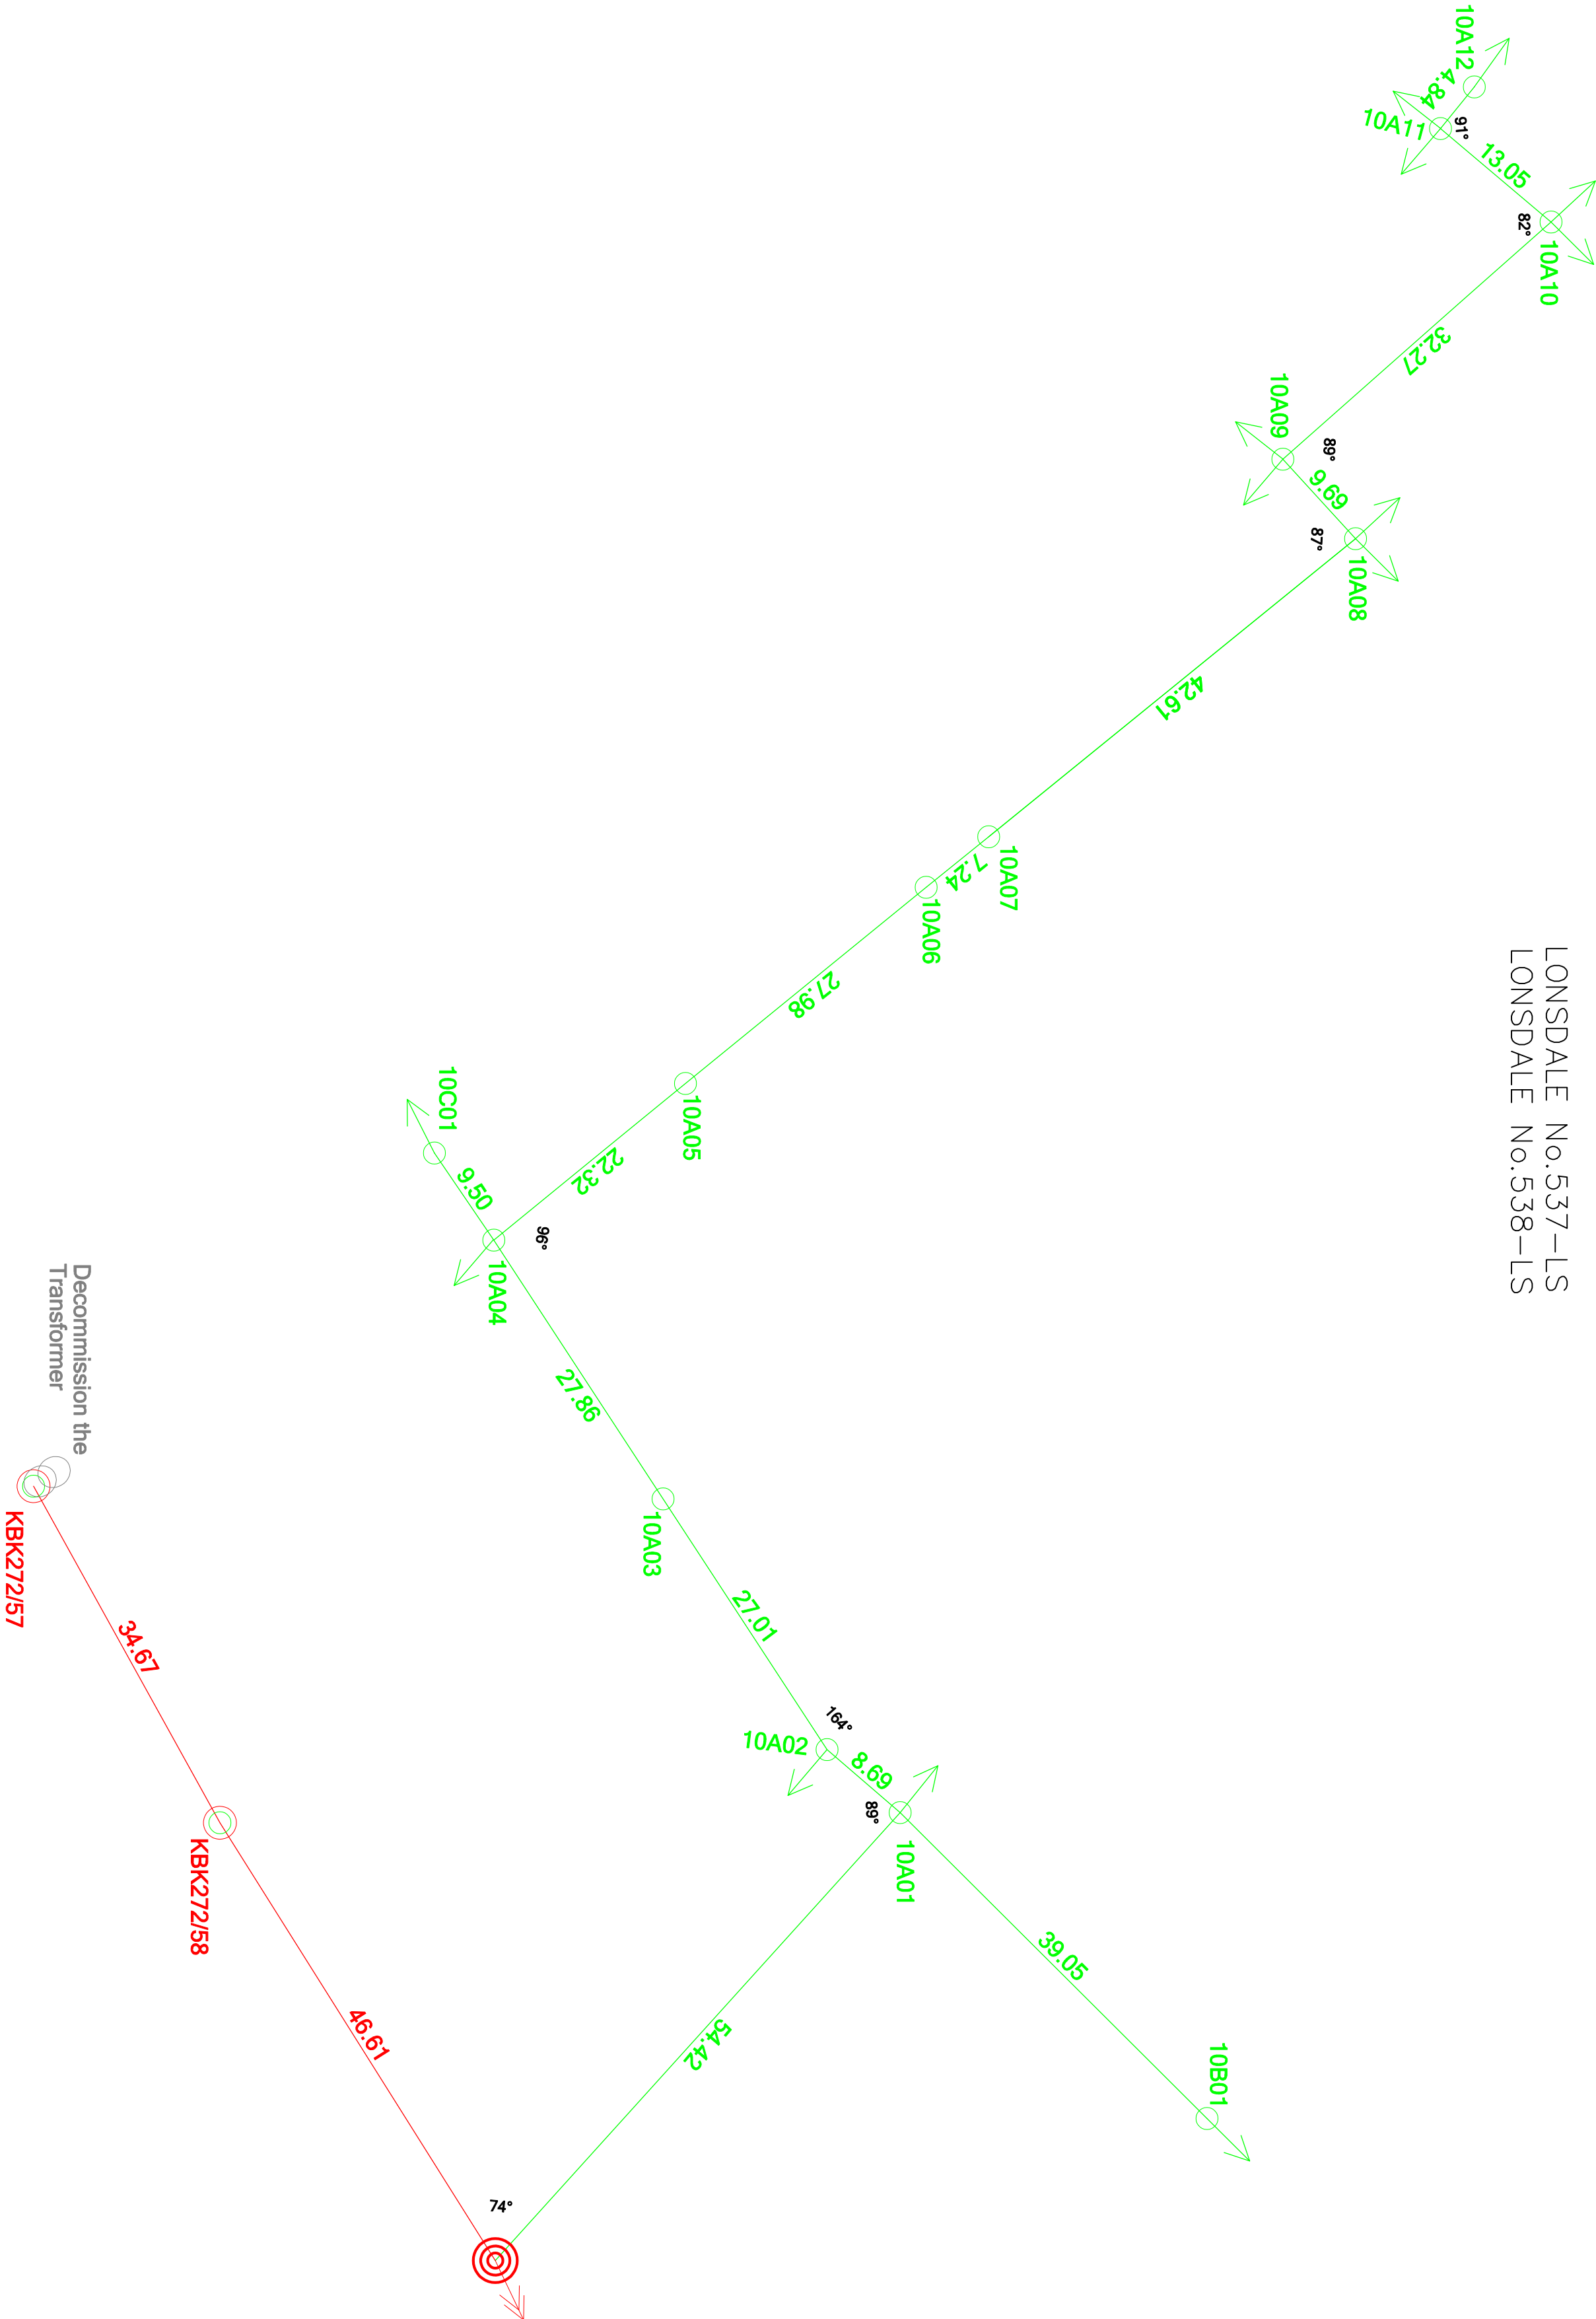 LONSDALE No.537-LS
LONSDALE No.538-LS
10A12
4.84
10A11
91°
13.05
82°
10A10
32.27
10A09
89°
9.69
87°
10A08
42.61
10A07
7.24
10A06
27.98
10A05
22.32
10C01
9.50
96°
10A04
27.86
10A03
27.01
164°
10A02
8.69
89°
10A01
39.05
10B01
54.42
74°
Decommission the
Transformer
KBK272/57
34.67
KBK272/58
46.61